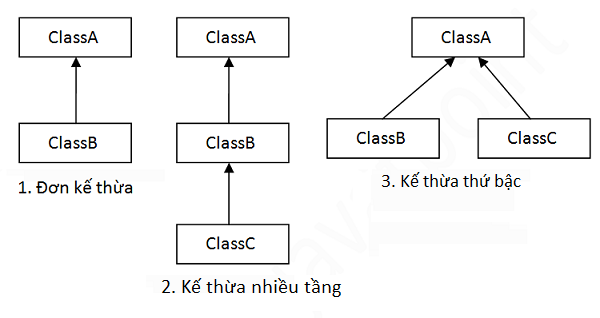 ClassA
ClassB
1. Đơn kế thừa
ClassA
ClassB
ClassC
2. Kế thừa nhiều tầng
ClassA
ClassB
ClassC
3. Kế thừa thứ bậc